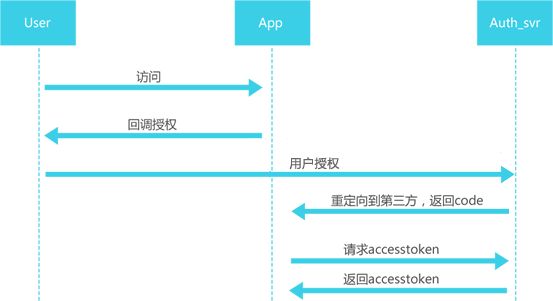 User
App
Auth_svr
访问
回调授权
用户授权
重定向到第三方，返回code
请求accesstoken
返回accesstoken